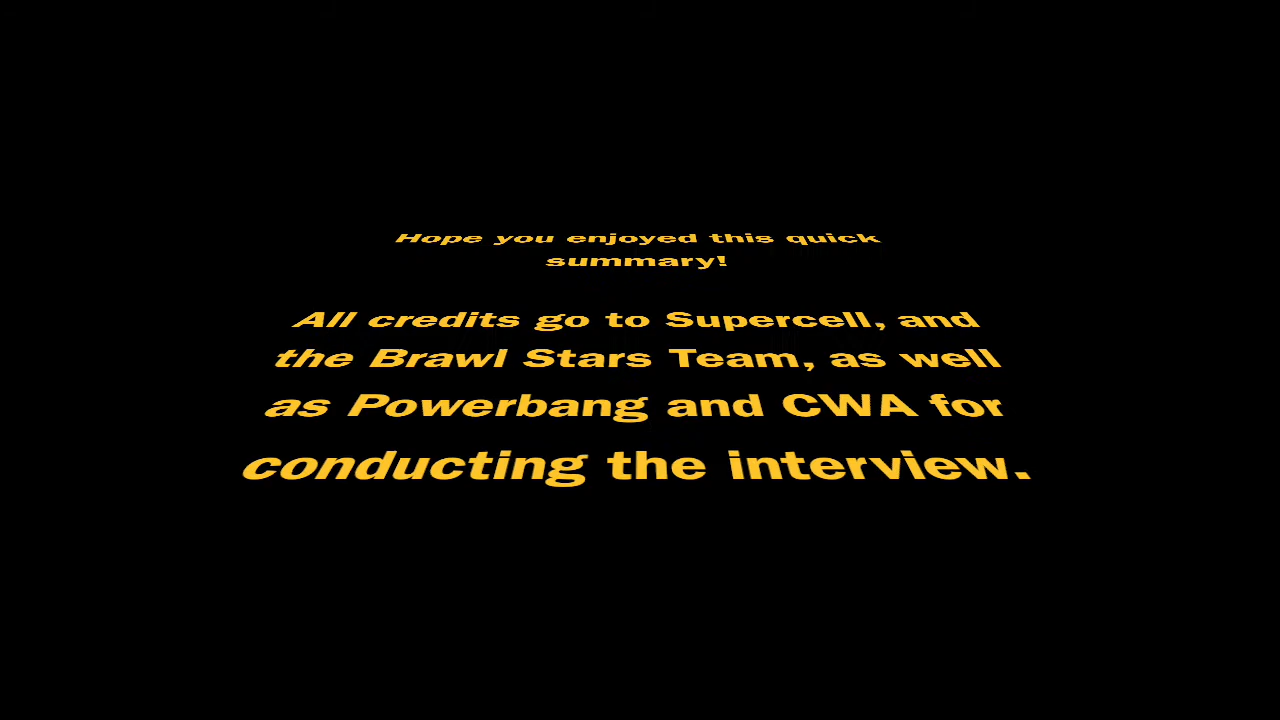 Hope you enjoyed this quick
summary!
All credits go to Supercell, and
the Brawl Stars Team, as well
as Powerbang and CWA for
conducting the interview.